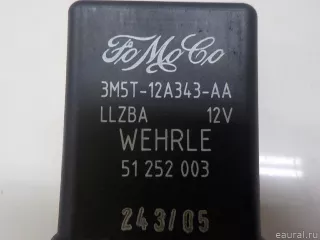 FoMoCo
3M5T-12A343-AA
LLZBA 12V
WEHRLE
51 252 003
243/05
eaural.ru